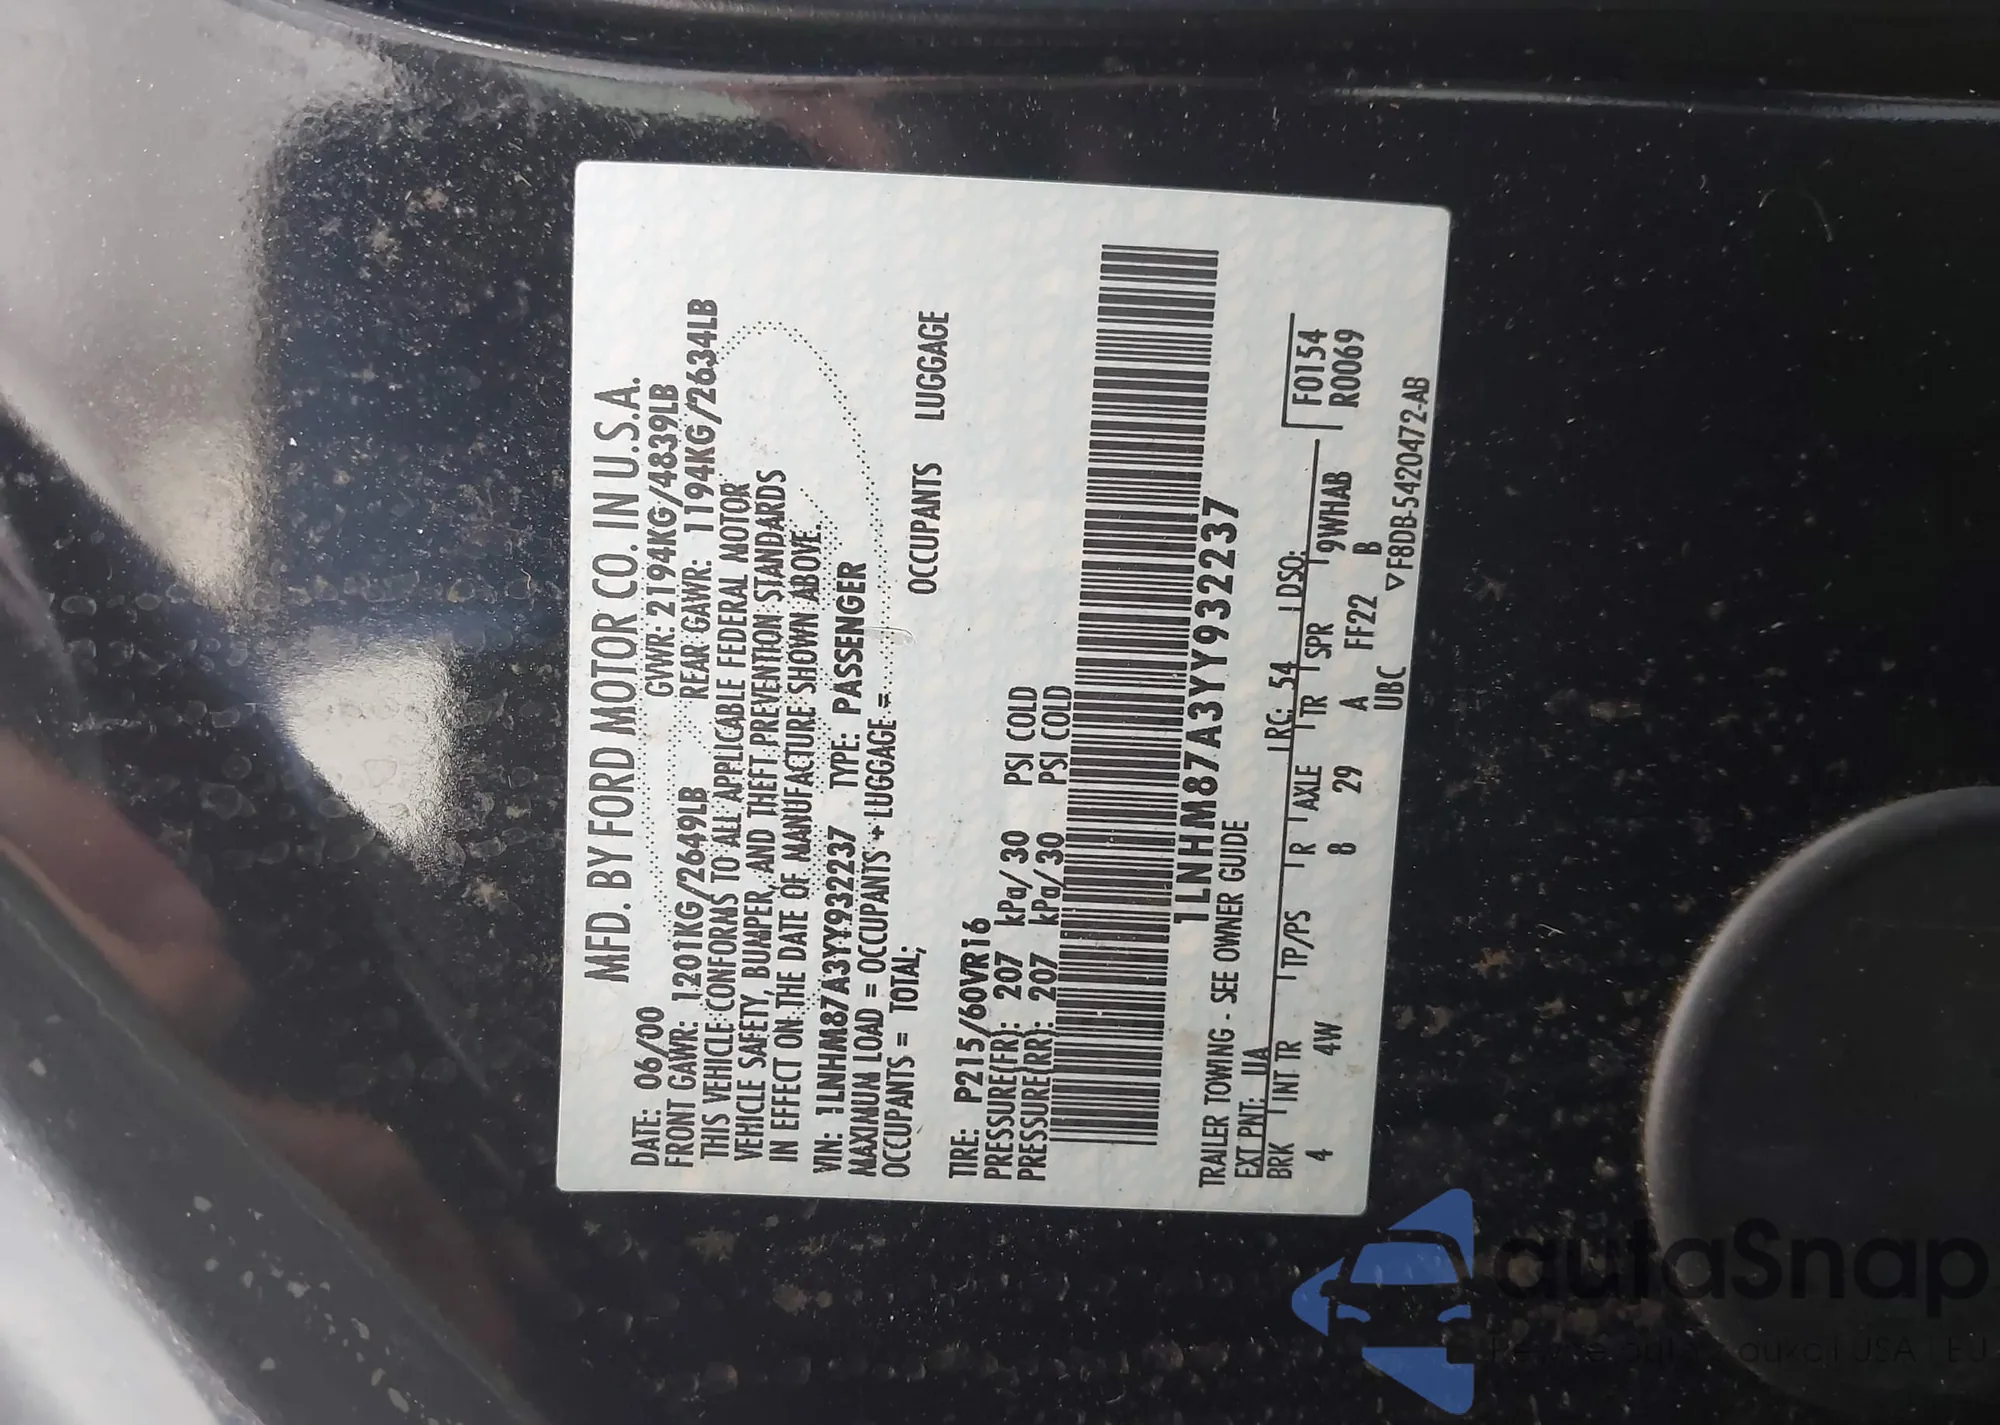 MFD. BY FORD MOTOR CO. IN U.S.A.
DATE: 06/00 GVWR: 2194KG/4839LB
FRONT GAWR: 1201KG/2649LB REAR GAWR: 1194KG/2634LB
THIS VEHICLE CONFORMS TO ALL APPLICABLE FEDERAL MOTOR
VEHICLE SAFETY, BUMPER, AND THEFT PREVENTION STANDARDS
IN EFFECT ON THE DATE OF MANUFACTURE SHOWN ABOVE.
VIN: 1LNHM87A3YY932237 TYPE: PASSENGER
MAXIMUM LOAD = OCCUPANTS + LUGGAGE =
OCCUPANTS = TOTAL; OCCUPANTS LUGGAGE
TIRE: P215/60VR16
PRESSURE(FR): 207 kPa/ 30 PSI COLD
PRESSURE(RR): 207 kPa/ 30 PSI COLD
1LNHM87A3YY932237
TRAILER TOWING - SEE OWNER GUIDE
EXT PNT: UA RC: 54 DSO: F0154
BRK INT TR TP/PS R AXLE TR SPR R0069
4 4W 8 29 A FF22 B 9WHAB
UBC ▽F8DB-5420472-AB
autaSnap
USA EU